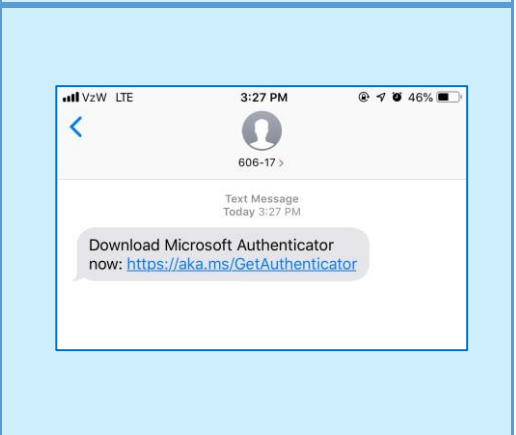 VzW LTE 3:27 PM 46%
606-17 >
Text Message
Today 3:27 PM
Download Microsoft Authenticator
now: https://aka.ms/GetAuthenticator